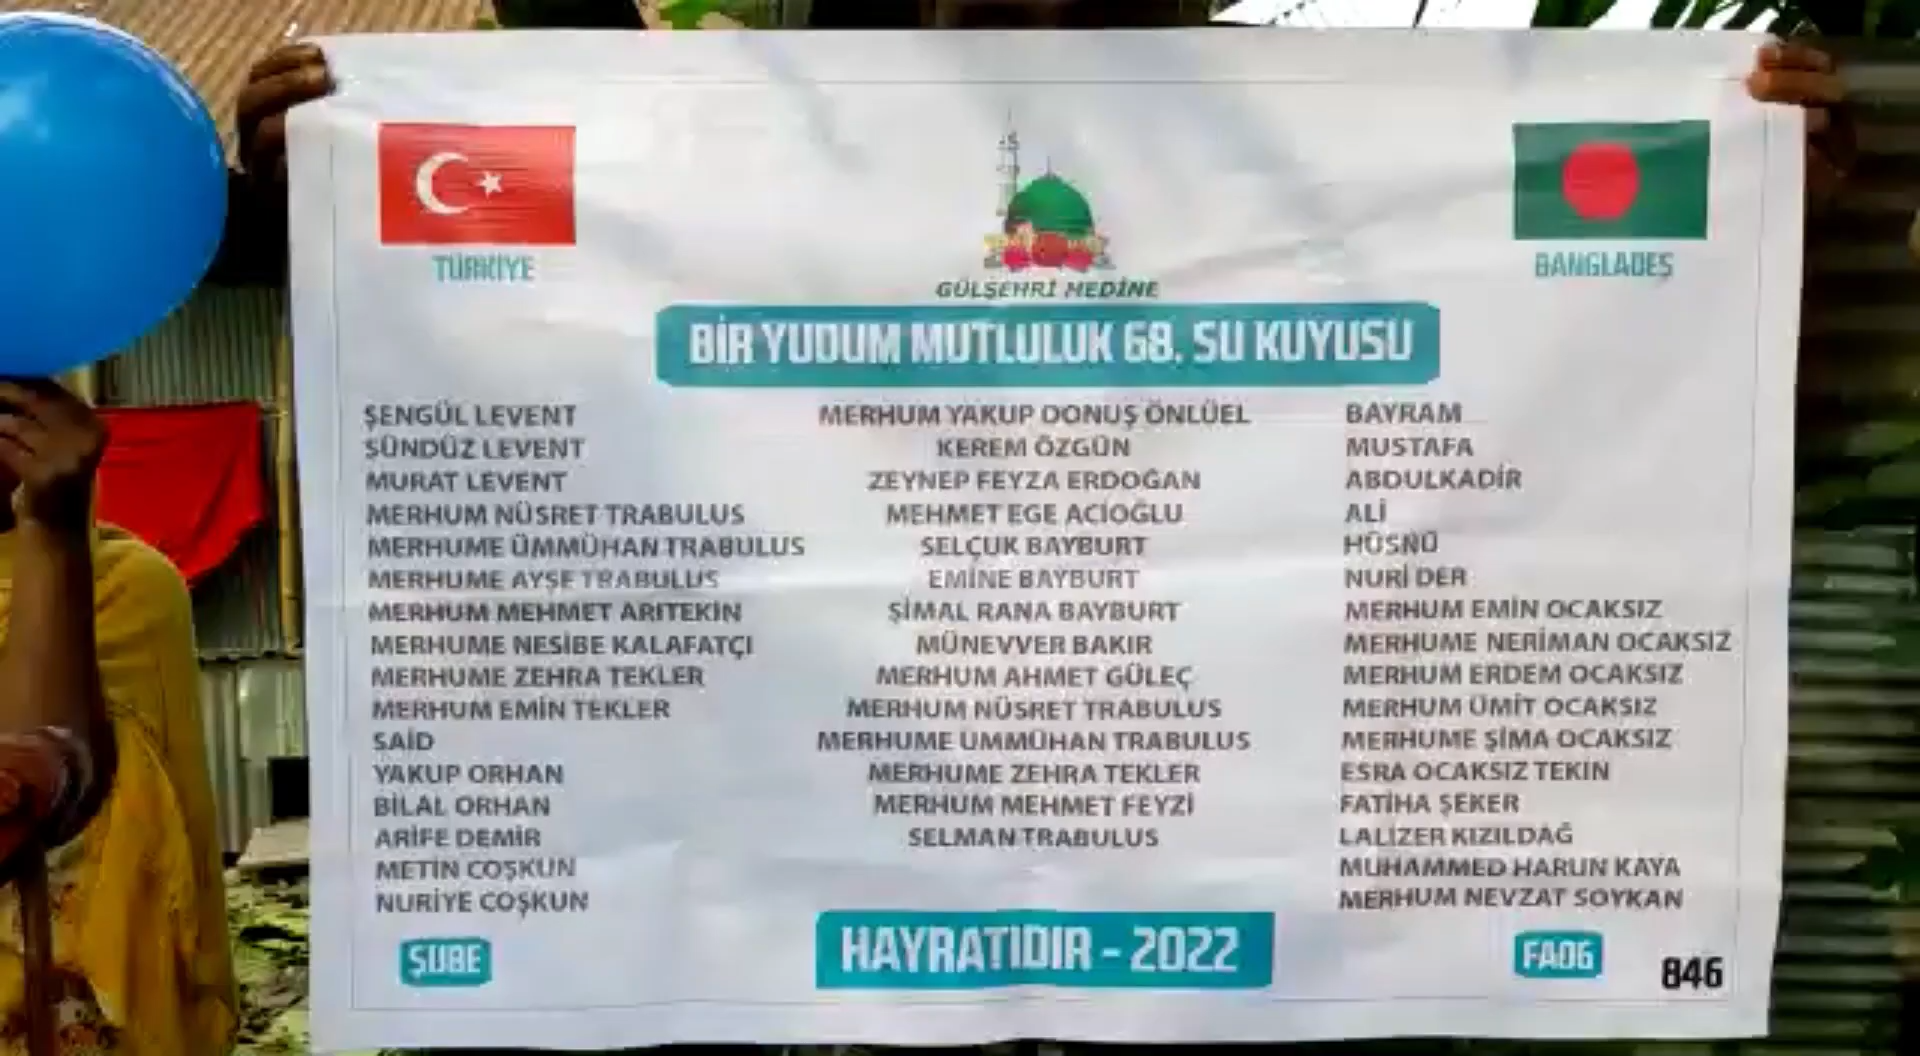 TÜRKİYE
BANGLADEŞ
GÜLŞEHRİ MEDİNE
BİR YUDUM MUTLULUK 68. SU KUYUSU
ŞENGÜL LEVENT
SÜNDÜZ LEVENT
MURAT LEVENT
MERHUM NÜSRET TRABULUS
MERHUME ÜMMÜHAN TRABULUS
MERHUME AYŞE TRABULUS
MERHUM MEHMET ARITEKİN
MERHUME NESİBE KALAFATÇI
MERHUME ZEHRA TEKLER
MERHUM EMİN TEKLER
SAİD
YAKUP ORHAN
BİLAL ORHAN
ARİFE DEMİR
METİN COŞKUN
NURİYE COŞKUN
MERHUM YAKUP DONUŞ ÖNLÜEL
KEREM ÖZGÜN
ZEYNEP FEYZA ERDOĞAN
MEHMET EGE ACİOĞLU
SELÇUK BAYBURT
EMİNE BAYBURT
ŞİMAL RANA BAYBURT
MÜNEVVER BAKIR
MERHUM AHMET GÜLEÇ
MERHUM NÜSRET TRABULUS
MERHUME ÜMMÜHAN TRABULUS
MERHUME ZEHRA TEKLER
MERHUM MEHMET FEYZİ
SELMAN TRABULUS
BAYRAM
MUSTAFA
ABDULKADİR
ALİ
HÜSNÜ
NURİ DER
MERHUM EMİN OCAKSIZ
MERHUME NERİMAN OCAKSIZ
MERHUM ERDEM OCAKSIZ
MERHUM ÜMİT OCAKSIZ
MERHUME ŞİMA OCAKSIZ
ESRA OCAKSIZ TEKİN
FATİHA ŞEKER
LALİZER KIZILDAĞ
MUHAMMED HARUN KAYA
MERHUM NEVZAT SOYKAN
ŞUBE
HAYRATIDIR - 2022
FA06
846